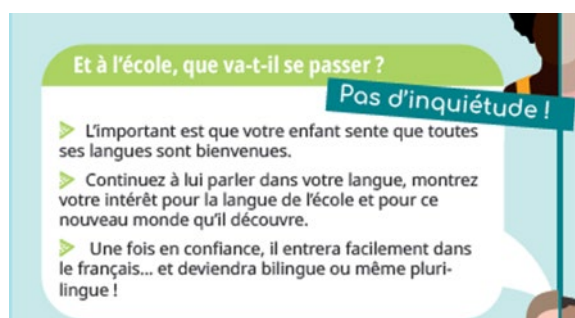 Et à l'école, que va-t-il se passer ?
Pas d'inquiétude !
L'important est que votre enfant sente que toutes
ses langues sont bienvenues.
Continuez à lui parler dans votre langue, montrez
votre intérêt pour la langue de l'école et pour ce
nouveau monde qu'il découvre.
Une fois en confiance, il entrera facilement dans
le français... et deviendra bilingue ou même pluri-
lingue !